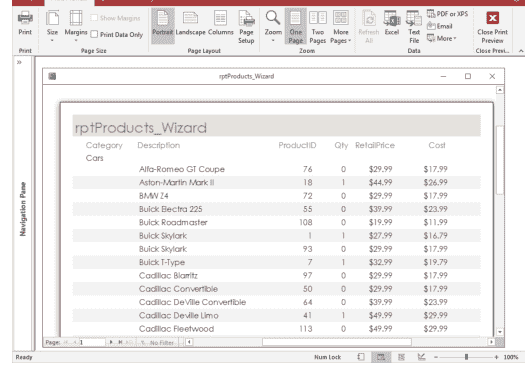 Print
Size
Margins
Show Margins
Print Data Only
Portrait
Landscape
Columns
Page Setup
Zoom
One Page
Two Pages
More Pages
Refresh All
Excel
Text File
PDF or XPS
Email
More
Close Print Preview
Print
Page Size
Page Layout
Zoom
Data
Close Previ...
rptProducts_Wizard
Navigation Pane
rptProducts_Wizard
Category Description ProductID Qty RetailPrice Cost
Cars
Alfa-Romeo GT Coupe 76 0 $29.99 $17.99
Aston-Martin Mark II 18 1 $44.99 $26.99
BMW Z4 72 0 $29.99 $17.99
Buick Electra 225 55 0 $39.99 $23.99
Buick Roadmaster 108 0 $19.99 $11.99
Buick Skylark 1 1 $27.99 $16.79
Buick Skylark 93 0 $29.99 $17.99
Buick T-Type 7 1 $32.99 $19.79
Cadillac Biarritz 97 0 $29.99 $17.99
Cadillac Convertible 50 0 $29.99 $17.99
Cadillac DeVille Convertible 64 0 $39.99 $23.99
Cadillac DeVille Limo 41 1 $49.99 $29.99
Cadillac Fleetwood 113 0 $49.99 $29.99
Page: 1 No Filter
Ready Num Lock 100%